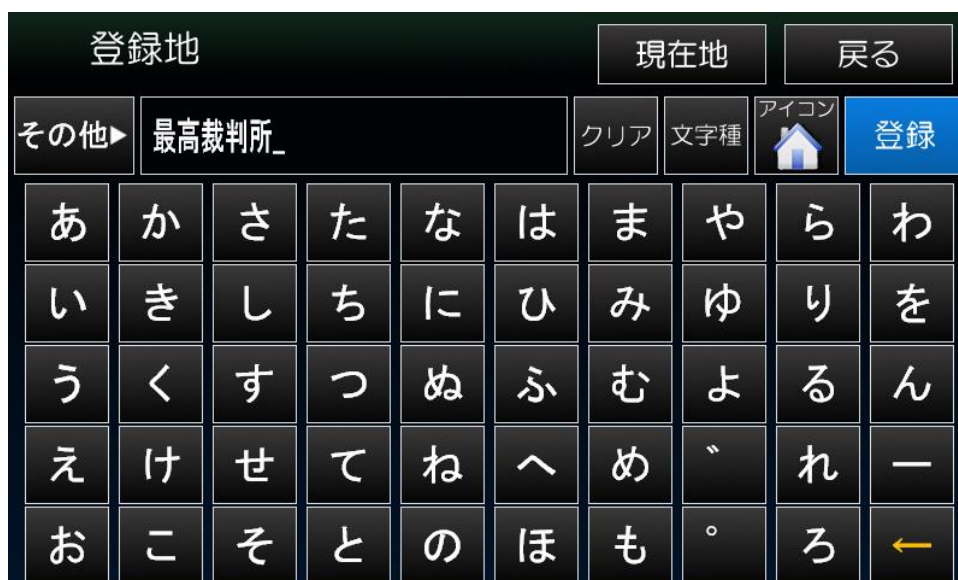 登録地 現在地 戻る
その他▶ 最高裁判所_ クリア 文字種 アイコン 登録
あ か さ た な は ま や ら わ
い き し ち に ひ み ゆ り を
う く す つ ぬ ふ む よ る ん
え け せ て ね へ め ゛ れ ー
お こ そ と の ほ も ゜ ろ ←